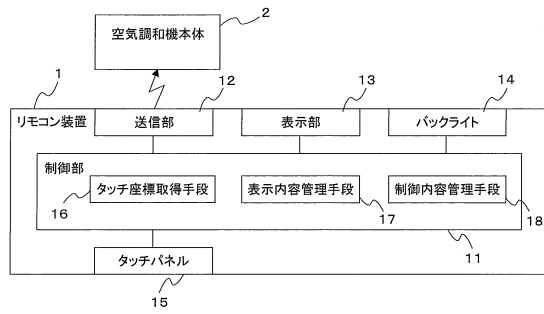 2
空気調和機本体
1
12
13
14
リモコン装置
送信部
表示部
バックライト
制御部
タッチ座標取得手段
表示内容管理手段
制御内容管理手段
16
17
18
11
タッチパネル
15